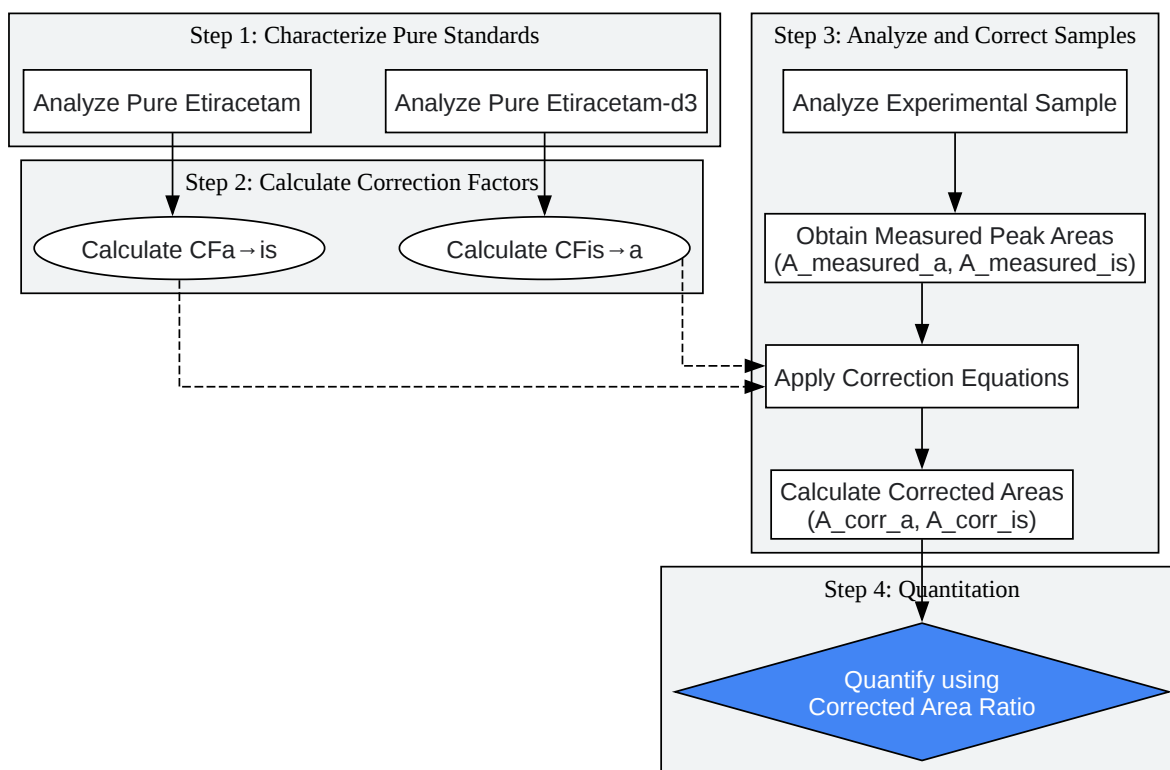 Step 1: Characterize Pure Standards
Analyze Pure Etiracetam
Analyze Pure Etiracetam-d3
Step 2: Calculate Correction Factors
Calculate CFa→is
Calculate CFis→a
Step 3: Analyze and Correct Samples
Analyze Experimental Sample
Obtain Measured Peak Areas
(A_measured_a, A_measured_is)
Apply Correction Equations
Calculate Corrected Areas
(A_corr_a, A_corr_is)
Step 4: Quantitation
Quantify using
Corrected Area Ratio